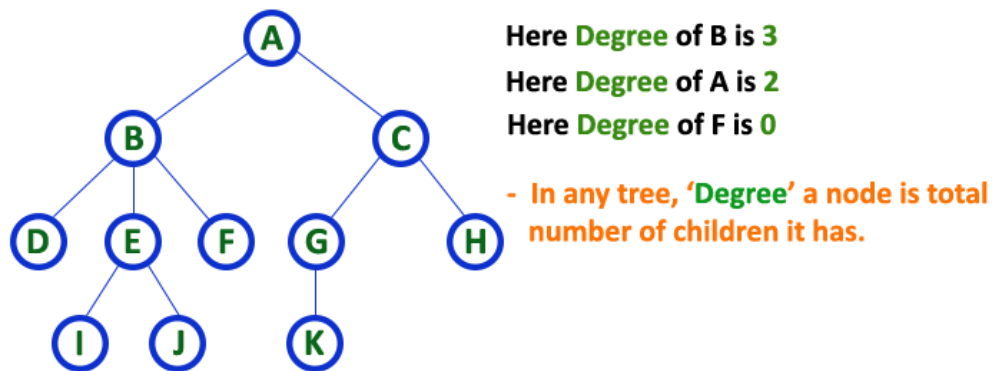 A
B
C
D
E
F
G
H
I
J
K
Here Degree of B is 3
Here Degree of A is 2
Here Degree of F is 0
- In any tree, ‘Degree’ a node is total
number of children it has.